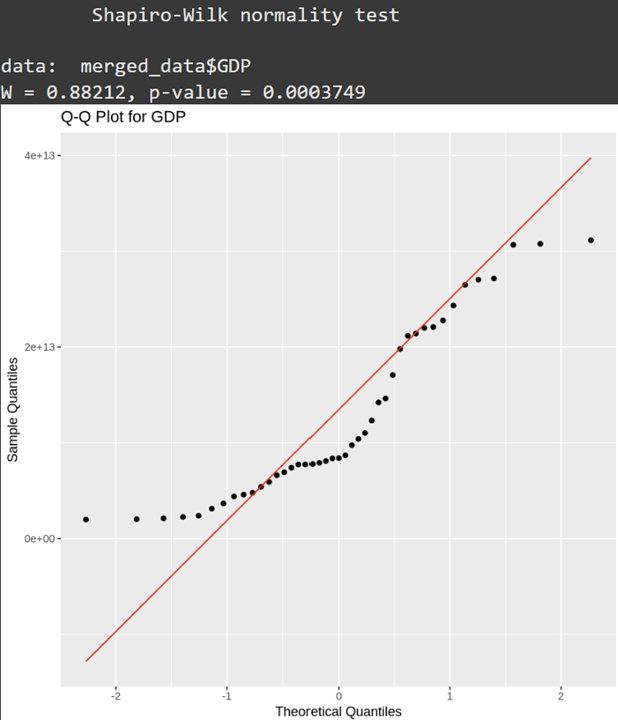 Shapiro-Wilk normality test
data:  merged_data$GDP
W = 0.88212, p-value = 0.0003749
Q-Q Plot for GDP
4e+13
2e+13
0e+00
Sample Quantiles
-2 -1 0 1 2
Theoretical Quantiles